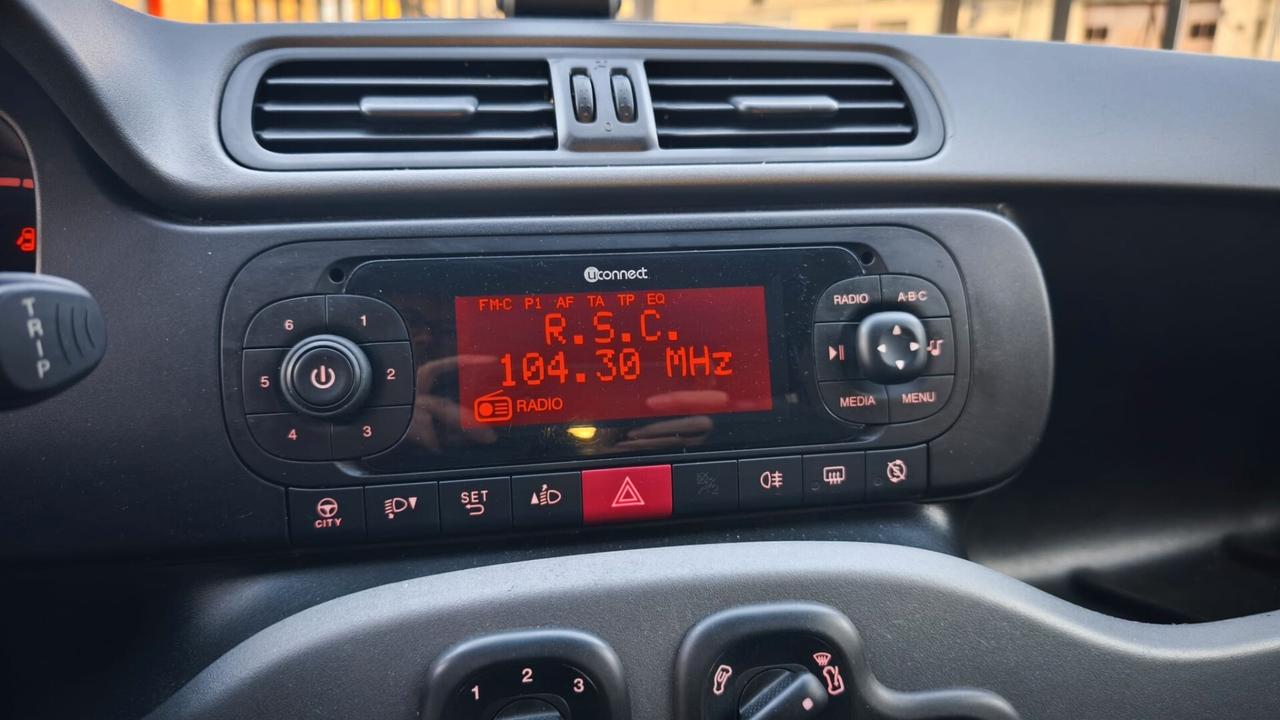 TRIP
uconnect
FM-C P1 AF TA TP EQ
R.S.C.
104.30 MHz
RADIO
6 1
5 2
4 3
RADIO A·B·C
MEDIA MENU
CITY
SET
1 2 3